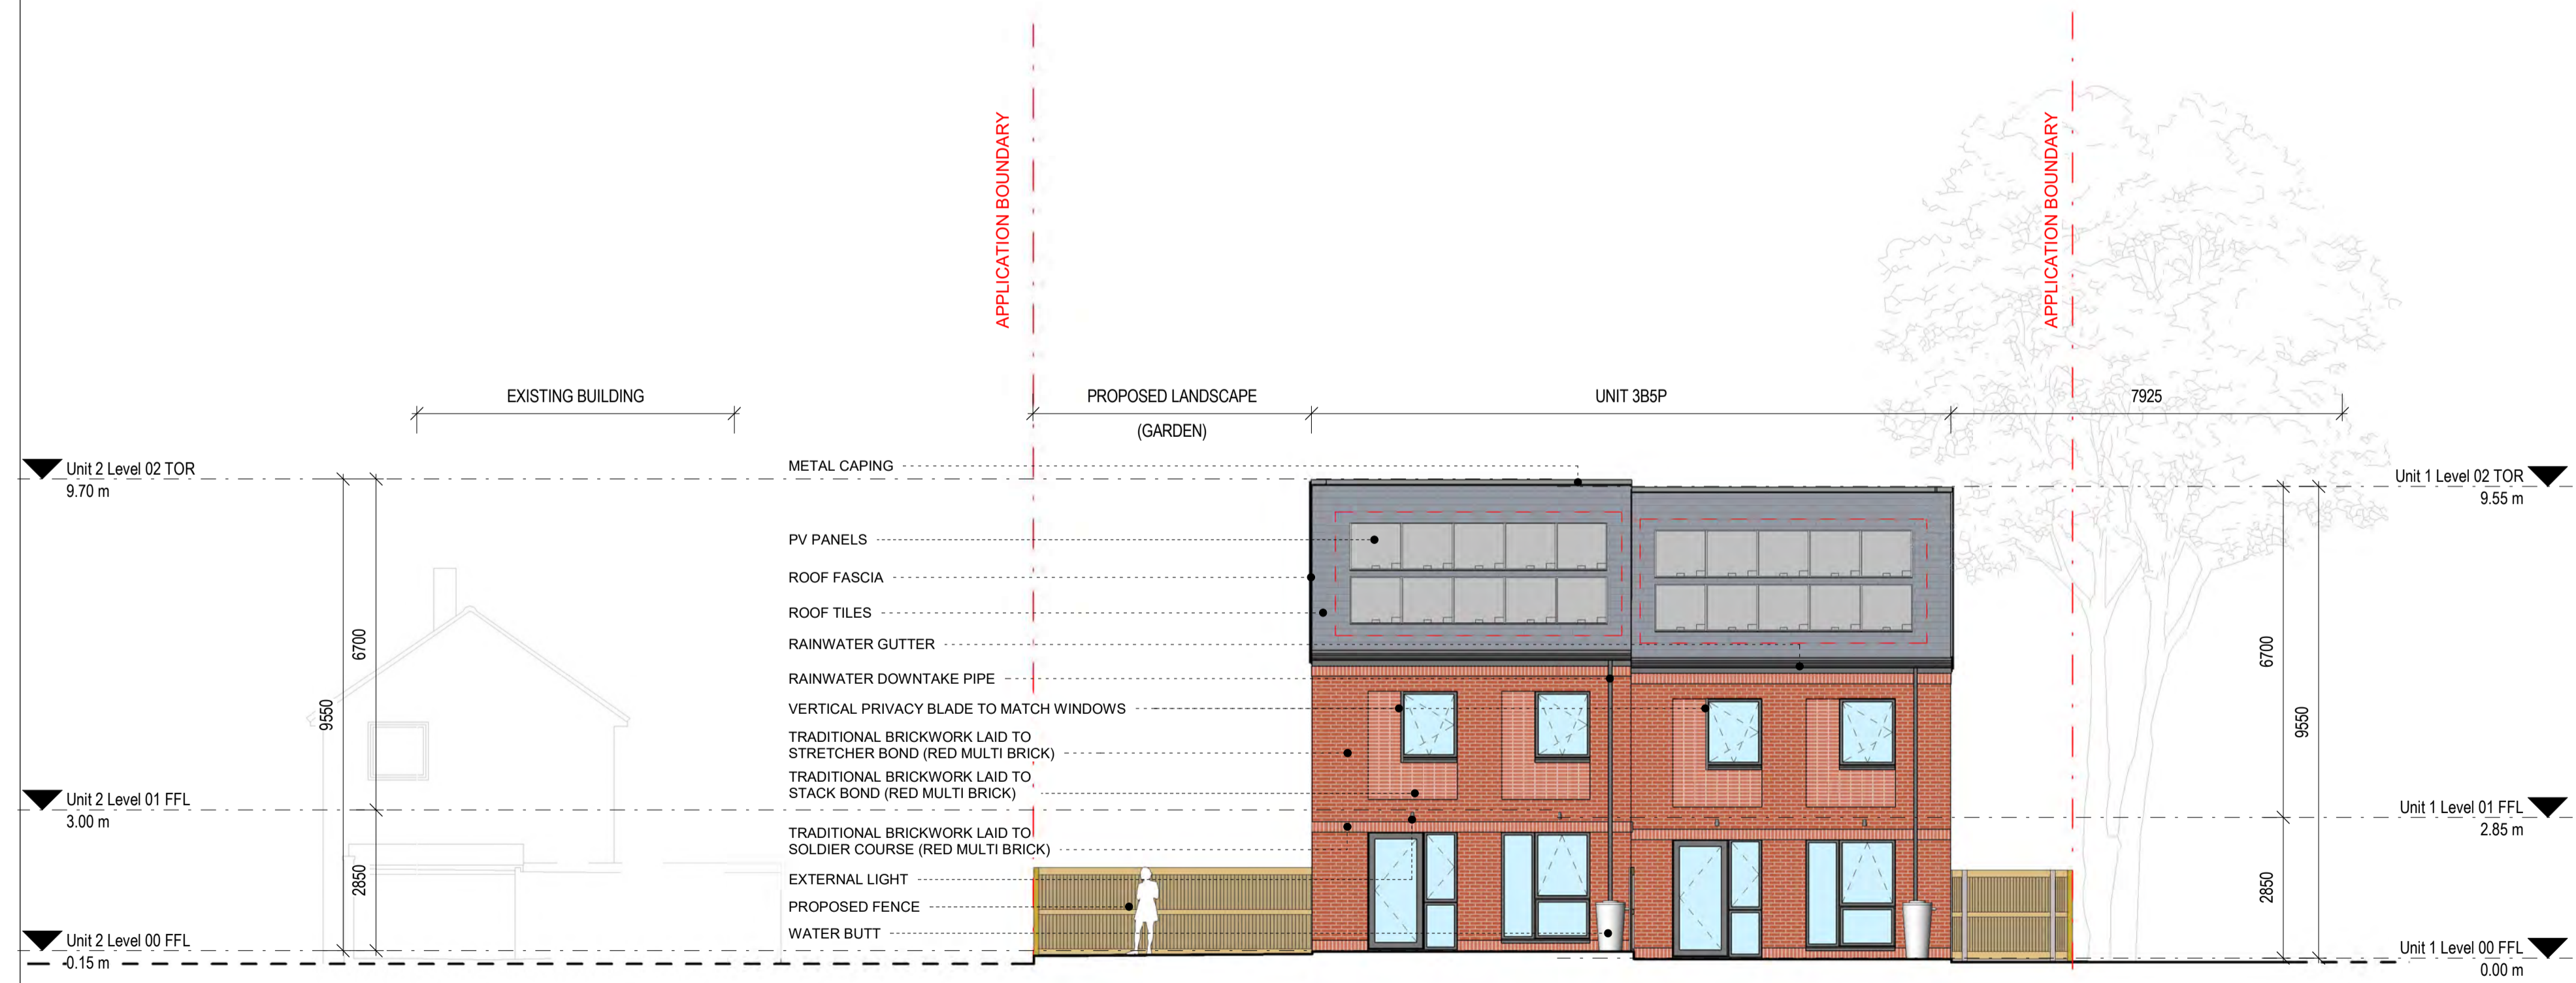 APPLICATION BOUNDARY
APPLICATION BOUNDARY
EXISTING BUILDING
PROPOSED LANDSCAPE
(GARDEN)
UNIT 3B5P
7925
Unit 2 Level 02 TOR
9.70 m
Unit 2 Level 01 FFL
3.00 m
Unit 2 Level 00 FFL
-0.15 m
9550
6700
2850
METAL CAPING
PV PANELS
ROOF FASCIA
ROOF TILES
RAINWATER GUTTER
RAINWATER DOWNTAKE PIPE
VERTICAL PRIVACY BLADE TO MATCH WINDOWS
TRADITIONAL BRICKWORK LAID TO
STRETCHER BOND (RED MULTI BRICK)
TRADITIONAL BRICKWORK LAID TO
STACK BOND (RED MULTI BRICK)
TRADITIONAL BRICKWORK LAID TO
SOLDIER COURSE (RED MULTI BRICK)
EXTERNAL LIGHT
PROPOSED FENCE
WATER BUTT
6700
2850
9550
Unit 1 Level 02 TOR
9.55 m
Unit 1 Level 01 FFL
2.85 m
Unit 1 Level 00 FFL
0.00 m